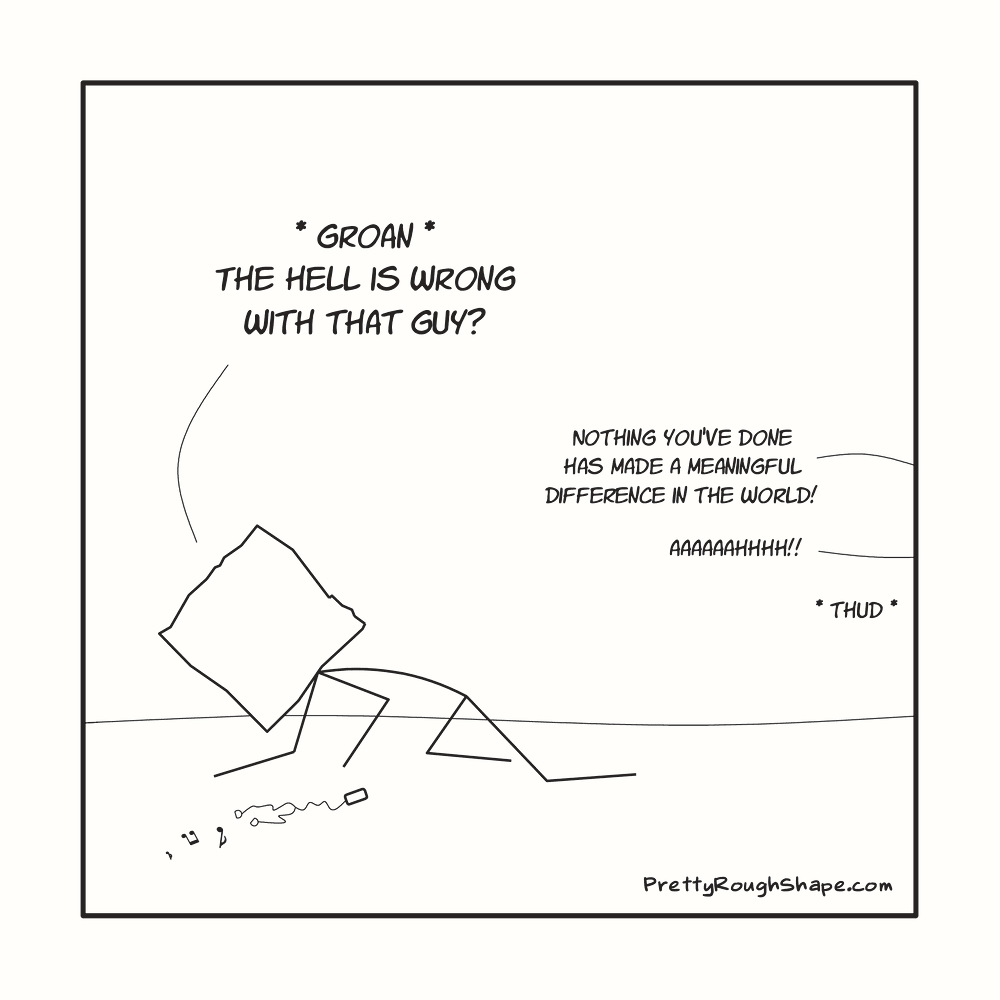 * GROAN *
THE HELL IS WRONG
WITH THAT GUY?
NOTHING YOU'VE DONE
HAS MADE A MEANINGFUL
DIFFERENCE IN THE WORLD!
AAAAAAHHHH!!
* THUD *
PrettyRoughShape.com